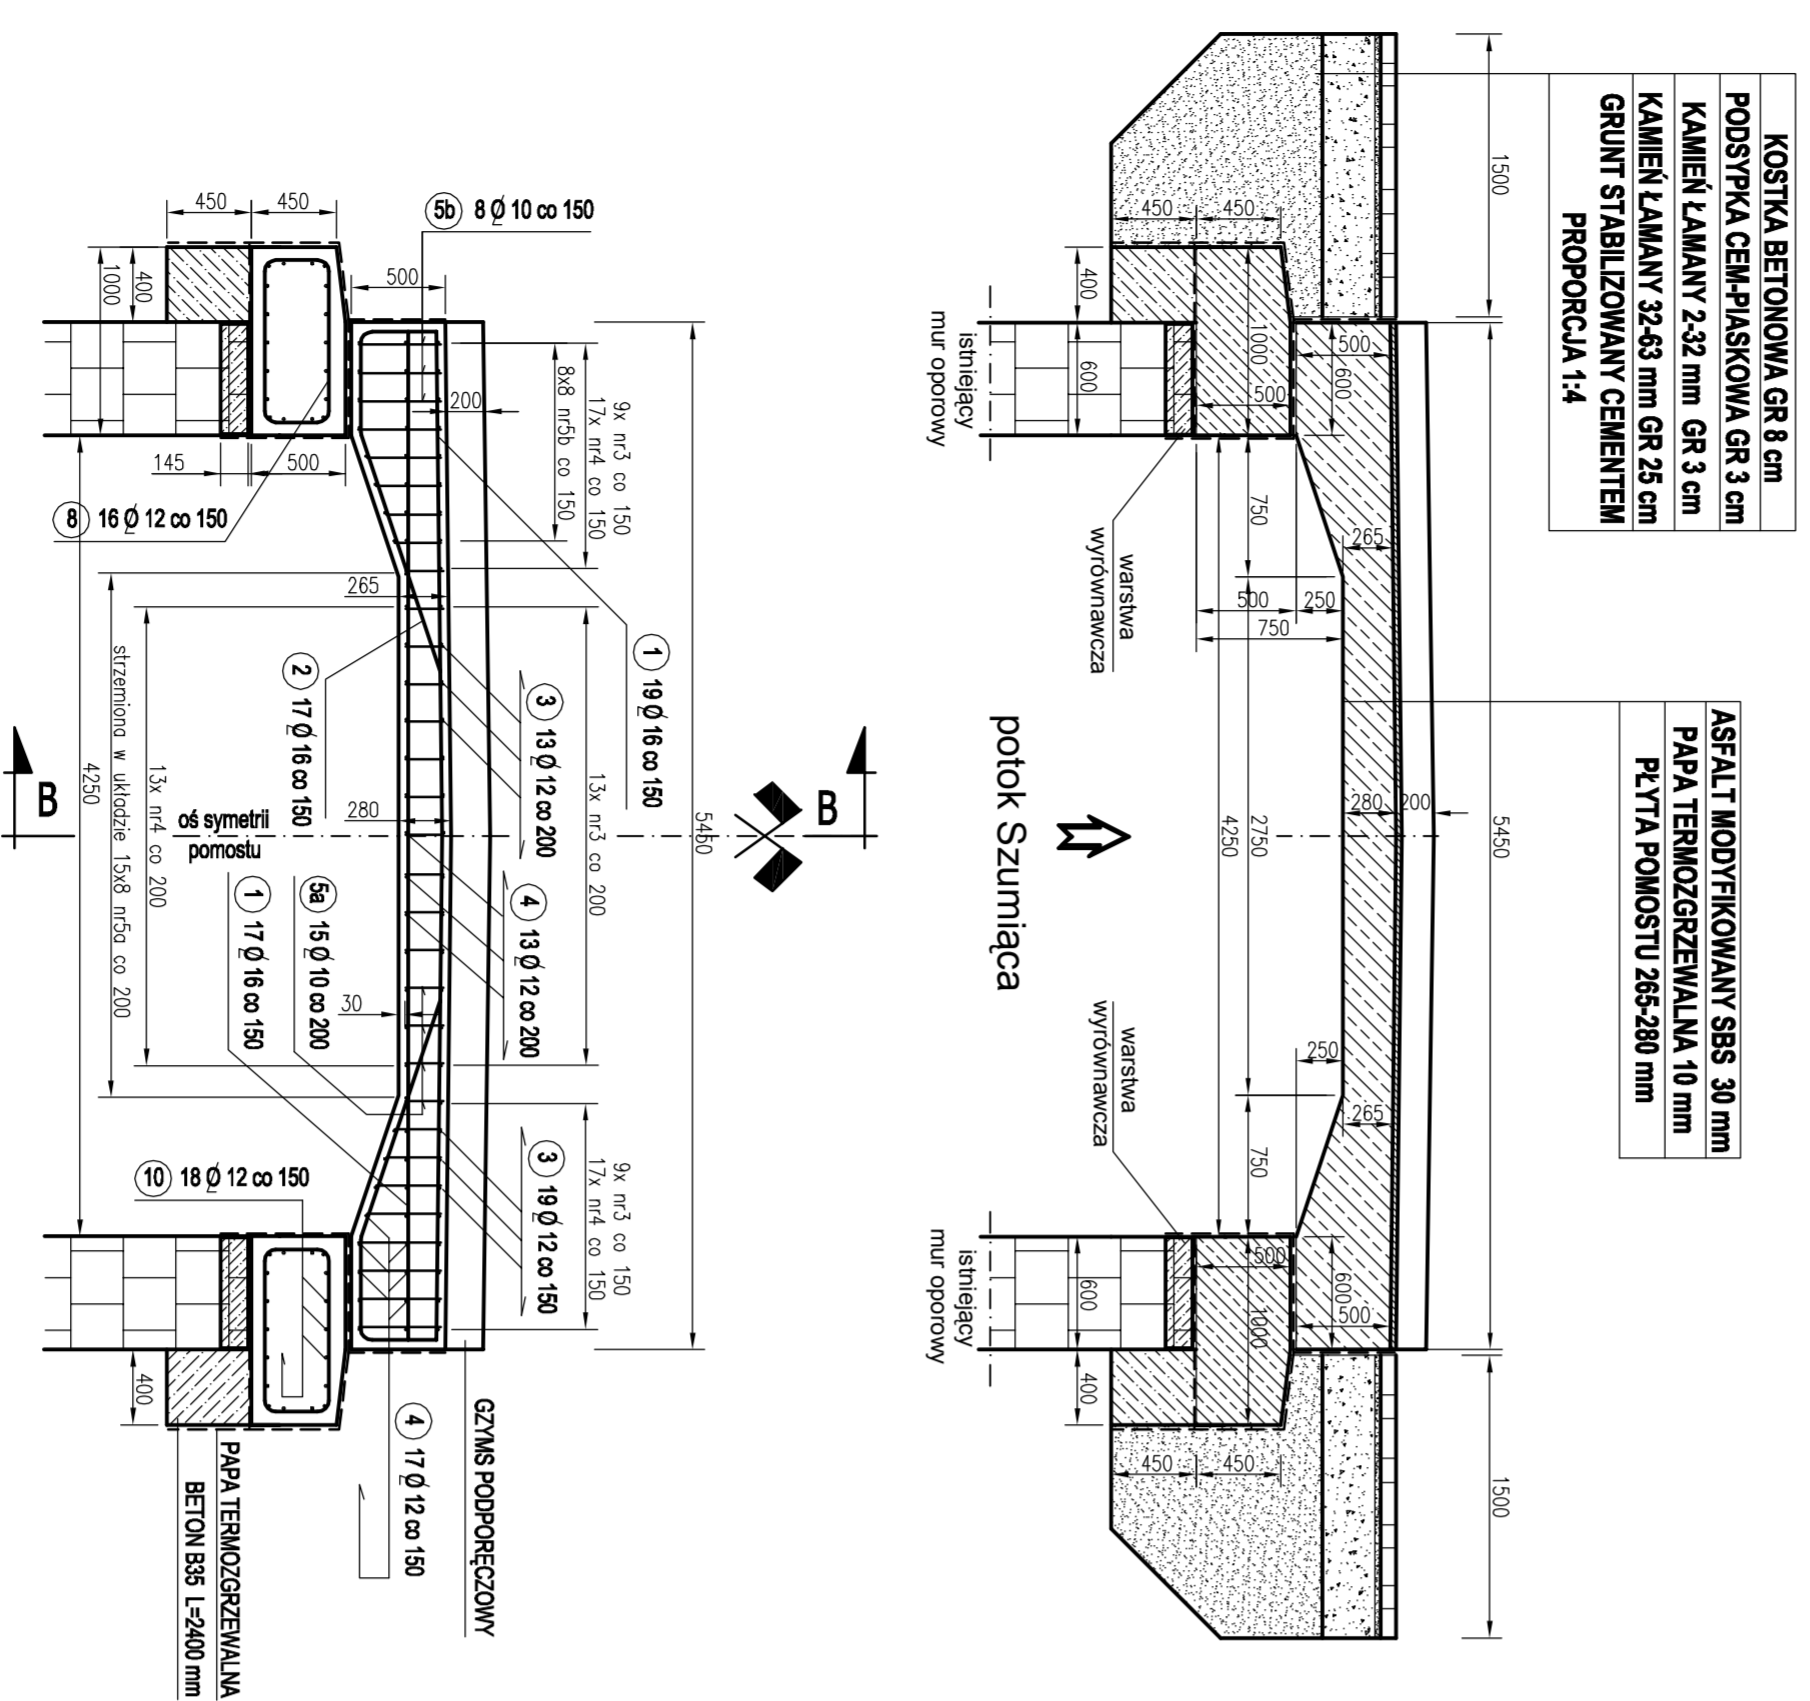 KOSTKA BETONOWA GR 8 cm
PODSYPKA CEM-PIASKOWA GR 3 cm
KAMIEŃ ŁAMANY 2-32 mm GR 3 cm
KAMIEŃ ŁAMANY 32-63 mm GR 25 cm
GRUNT STABILIZOWANY CEMENTEM
PROPORCJA 1:4
ASFALT MODYFIKOWANY SBS 30 mm
PAPA TERMOZGRZEWALNA 10 mm
PŁYTA POMOSTU 265-280 mm
1500
5450
1500
200
280
265
265
500
600
600
500
250
250
500
750
750
2750
750
4250
450
450
1000
500
400
600
500
1000
400
600
450
450
warstwa
wyrównawcza
warstwa
wyrównawcza
istniejący
mur oporowy
istniejący
mur oporowy
potok Szumiąca
B
B
5450
1 19 Ø 16 co 150
9x nr3 co 150
17x nr4 co 150
8x8 nr5b co 150
13x nr3 co 200
9x nr3 co 150
17x nr4 co 150
5b 8 Ø 10 co 150
3 13 Ø 12 co 200
4 13 Ø 12 co 200
3 19 Ø 12 co 150
GZYMS PODPORĘCZOWY
500
200
450
450
400
1000
145
500
265
280
30
2 17 Ø 16 co 150
5a 15 Ø 10 co 200
1 17 Ø 16 co 150
4 17 Ø 12 co 150
8 16 Ø 12 co 150
10 18 Ø 12 co 150
oś symetrii
pomostu
13x nr4 co 200
strzemiona w układzie 15x8 nr5a co 200
4250
400
PAPA TERMOZGRZEWALNA
BETON B35 L=2400 mm